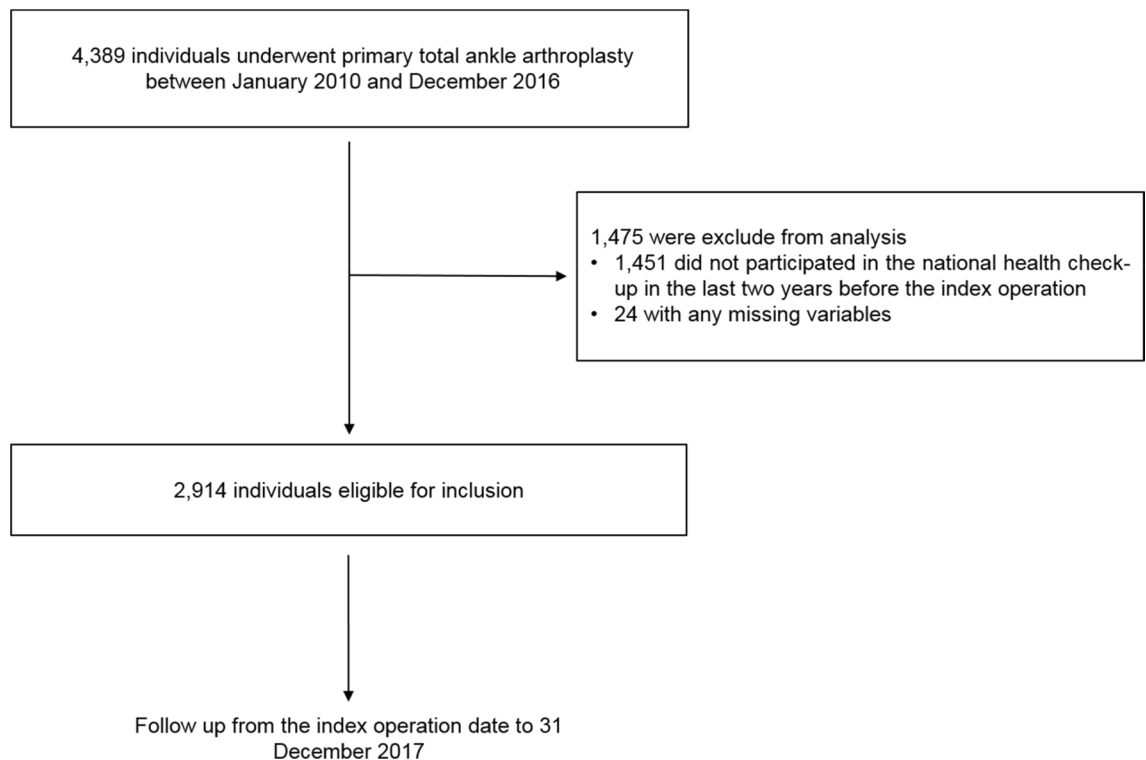 4,389 individuals underwent primary total ankle arthroplasty
between January 2010 and December 2016
1,475 were exclude from analysis
• 1,451 did not participated in the national health check-
up in the last two years before the index operation
• 24 with any missing variables
2,914 individuals eligible for inclusion
Follow up from the index operation date to 31
December 2017